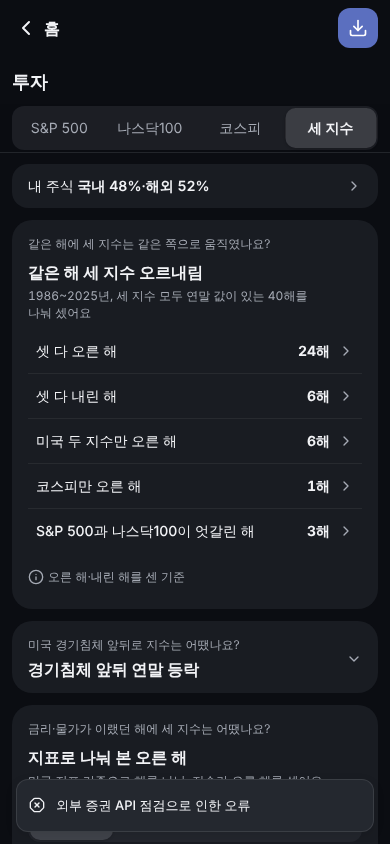 홈
투자
S&P 500 나스닥100 코스피 세 지수
내 주식 국내 48%·해외 52%
같은 해에 세 지수는 같은 쪽으로 움직였나요?
같은 해 세 지수 오르내림
1986~2025년, 세 지수 모두 연말 값이 있는 40해를
나눠 셌어요
셋 다 오른 해 24해
셋 다 내린 해 6해
미국 두 지수만 오른 해 6해
코스피만 오른 해 1해
S&P 500과 나스닥100이 엇갈린 해 3해
오른 해·내린 해를 센 기준
미국 경기침체 앞뒤로 지수는 어땠나요?
경기침체 앞뒤 연말 등락
금리·물가가 이랬던 해에 세 지수는 어땠나요?
지표로 나눠 본 오른 해
외부 증권 API 점검으로 인한 오류